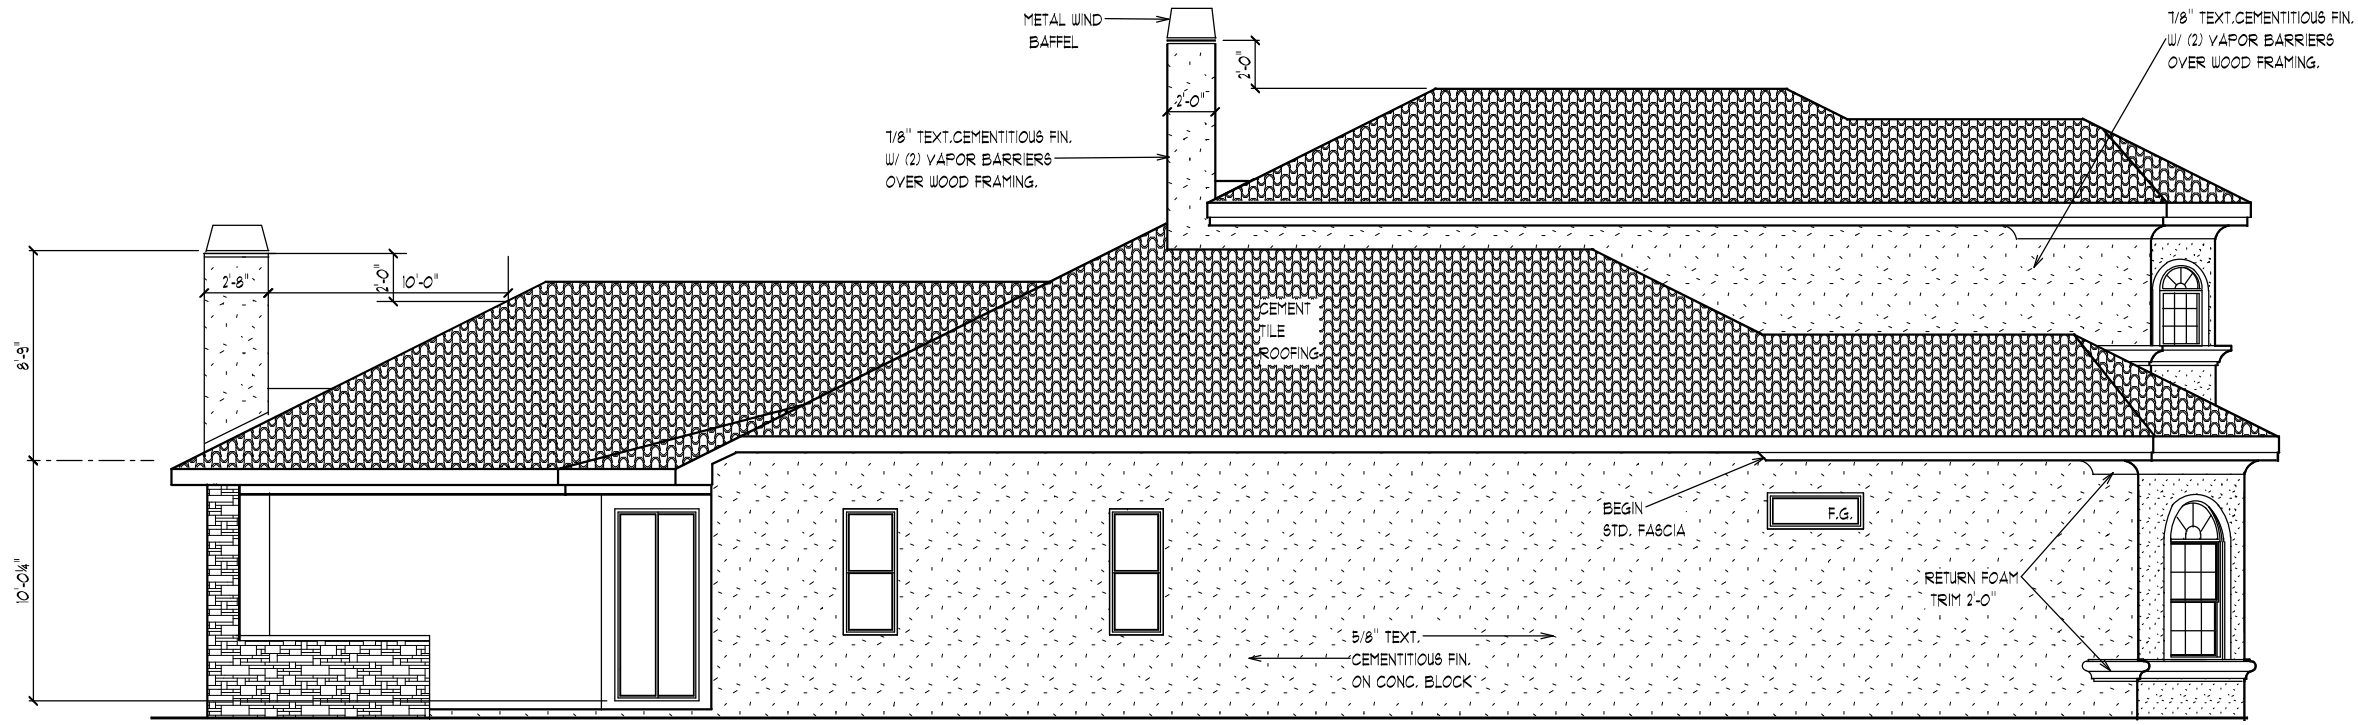 METAL WIND
BAFFEL
2'-0"
2'-0"
7/8" TEXT.CEMENTITIOUS FIN.
W/ (2) VAPOR BARRIERS
OVER WOOD FRAMING.
7/8" TEXT.CEMENTITIOUS FIN.
W/ (2) VAPOR BARRIERS
OVER WOOD FRAMING.
2'-8"
2'-0"
10'-0"
8'-9"
CEMENT
TILE
ROOFING
BEGIN
STD. FASCIA
F.G.
10'-0¼"
RETURN FOAM
TRIM 2'-0"
5/8" TEXT.
CEMENTITIOUS FIN.
ON CONC. BLOCK